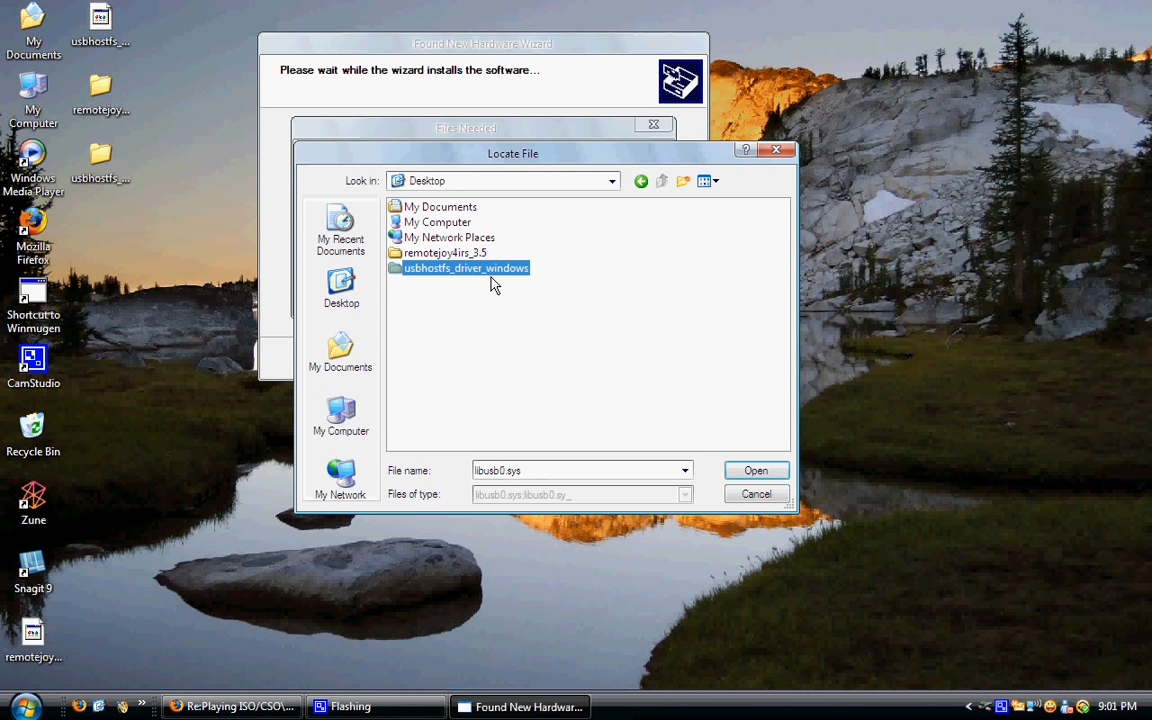 My
Documents
usbhostfs_...
My
Computer
remotejoy...
Windows
Media Player
usbhostfs_...
Mozilla
Firefox
Shortcut to
Winmugen
CamStudio
Recycle Bin
Zune
Snagit 9
remotejoy...
Found New Hardware Wizard
Please wait while the wizard installs the software...
Files Needed
Locate File
Look in:
Desktop
My Recent
Documents
Desktop
My Documents
My Computer
My Network
My Documents
My Computer
My Network Places
remotejoy4irs_3.5
usbhostfs_driver_windows
File name:
libusb0.sys
Open
Files of type:
libusb0.sys;libusb0.sy_
Cancel
Re:Playing ISO/CSO\...
Flashing
Found New Hardwar...
9:01 PM